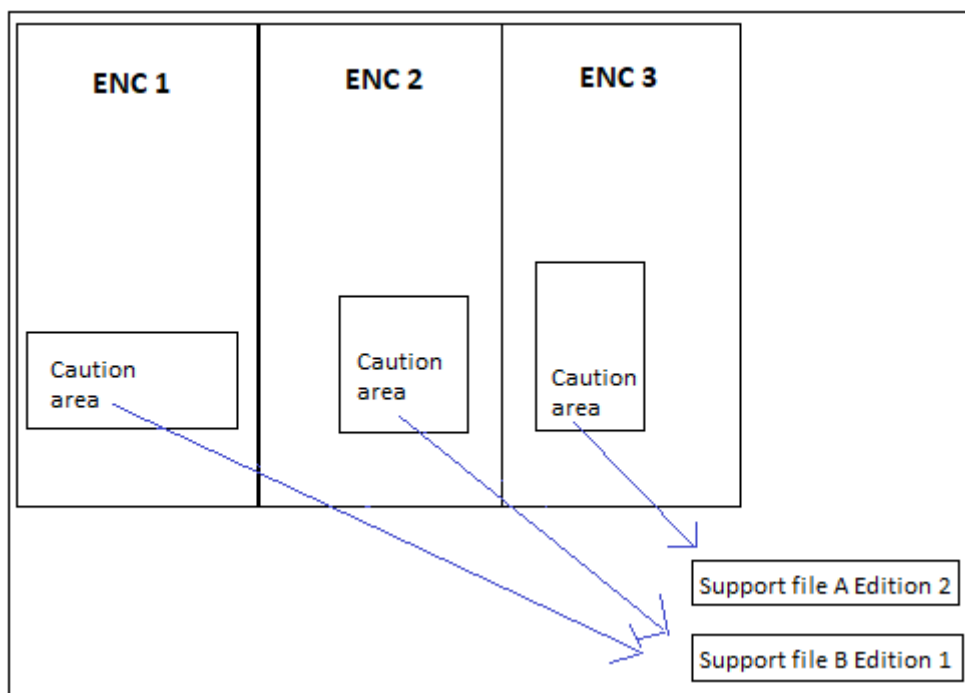 ENC 1
ENC 2
ENC 3
Caution
area
Caution
area
Caution
area
Support file A Edition 2
Support file B Edition 1